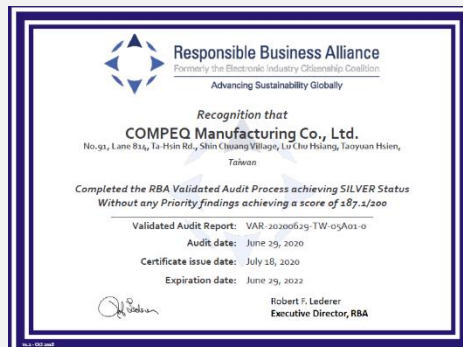 Responsible Business Alliance
Formerly the Electronic Industry Citizenship Coalition
Advancing Sustainability Globally
Recognition that
COMPEQ Manufacturing Co., Ltd.
No.91, Lane 814, Ta-Hsin Rd., Shin Chuang Village, Lu Chu Hsiang, Taoyuan Hsien,
Taiwan
Completed the RBA Validated Audit Process achieving SILVER Status
Without any Priority findings achieving a score of 187.1/200
Validated Audit Report: VAR-20200629-TW-05A01-0
Audit date: June 29, 2020
Certificate issue date: July 18, 2020
Expiration date: June 29, 2022
Robert F. Lederer
Executive Director, RBA